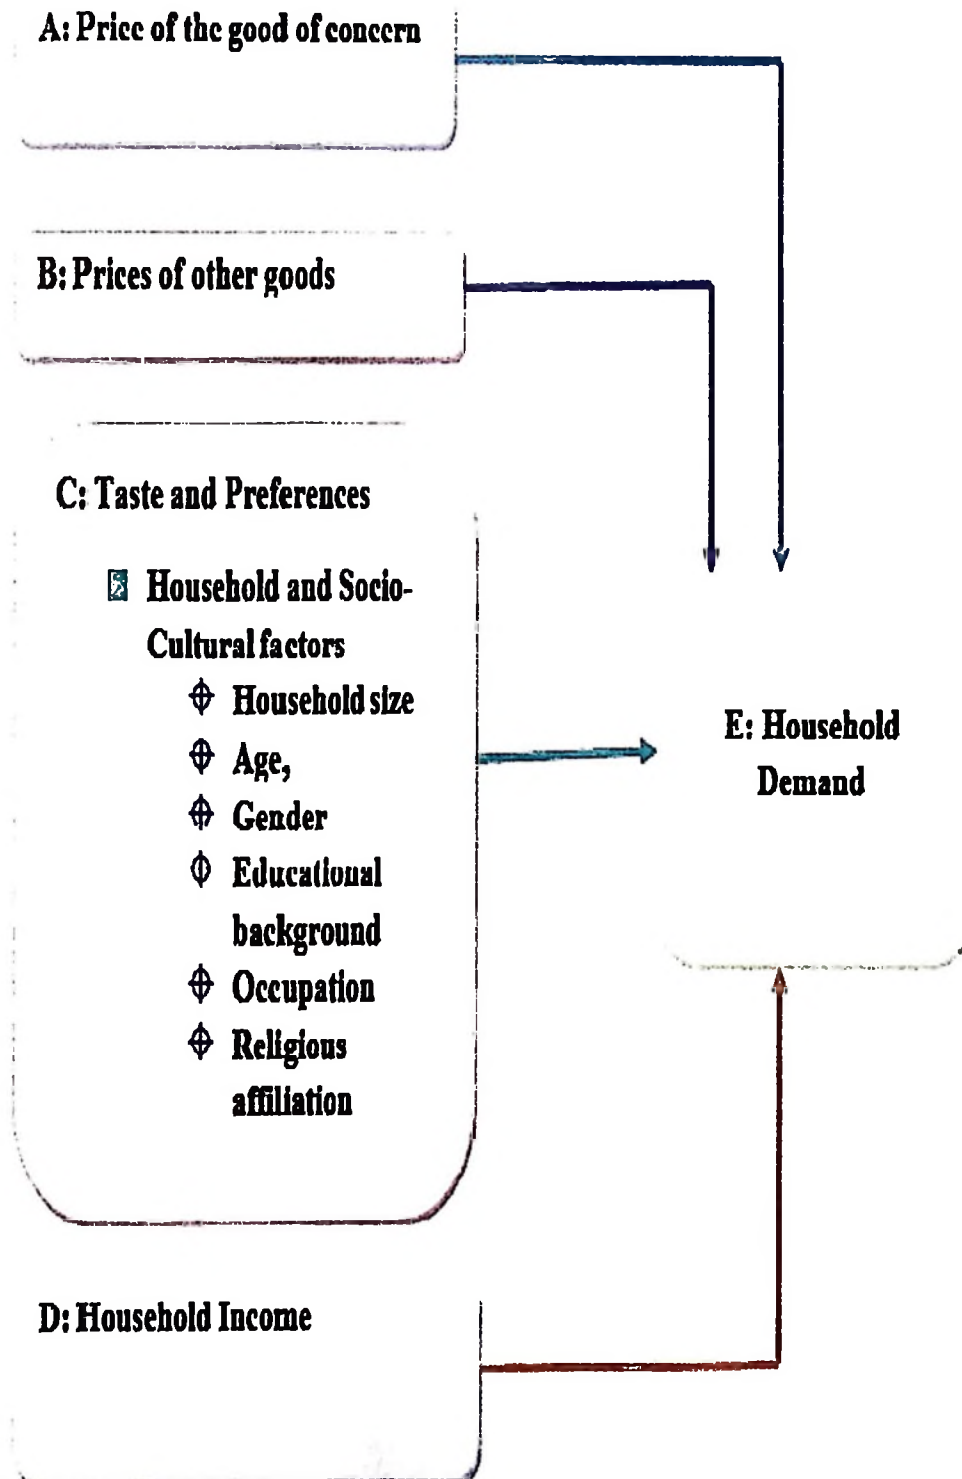 A: Price of the good of concern
B: Prices of other goods
C: Taste and Preferences
Household and Socio-
Cultural factors
Household size
Age,
Gender
Educational
background
Occupation
Religious
affiliation
E: Household
Demand
D: Household Income